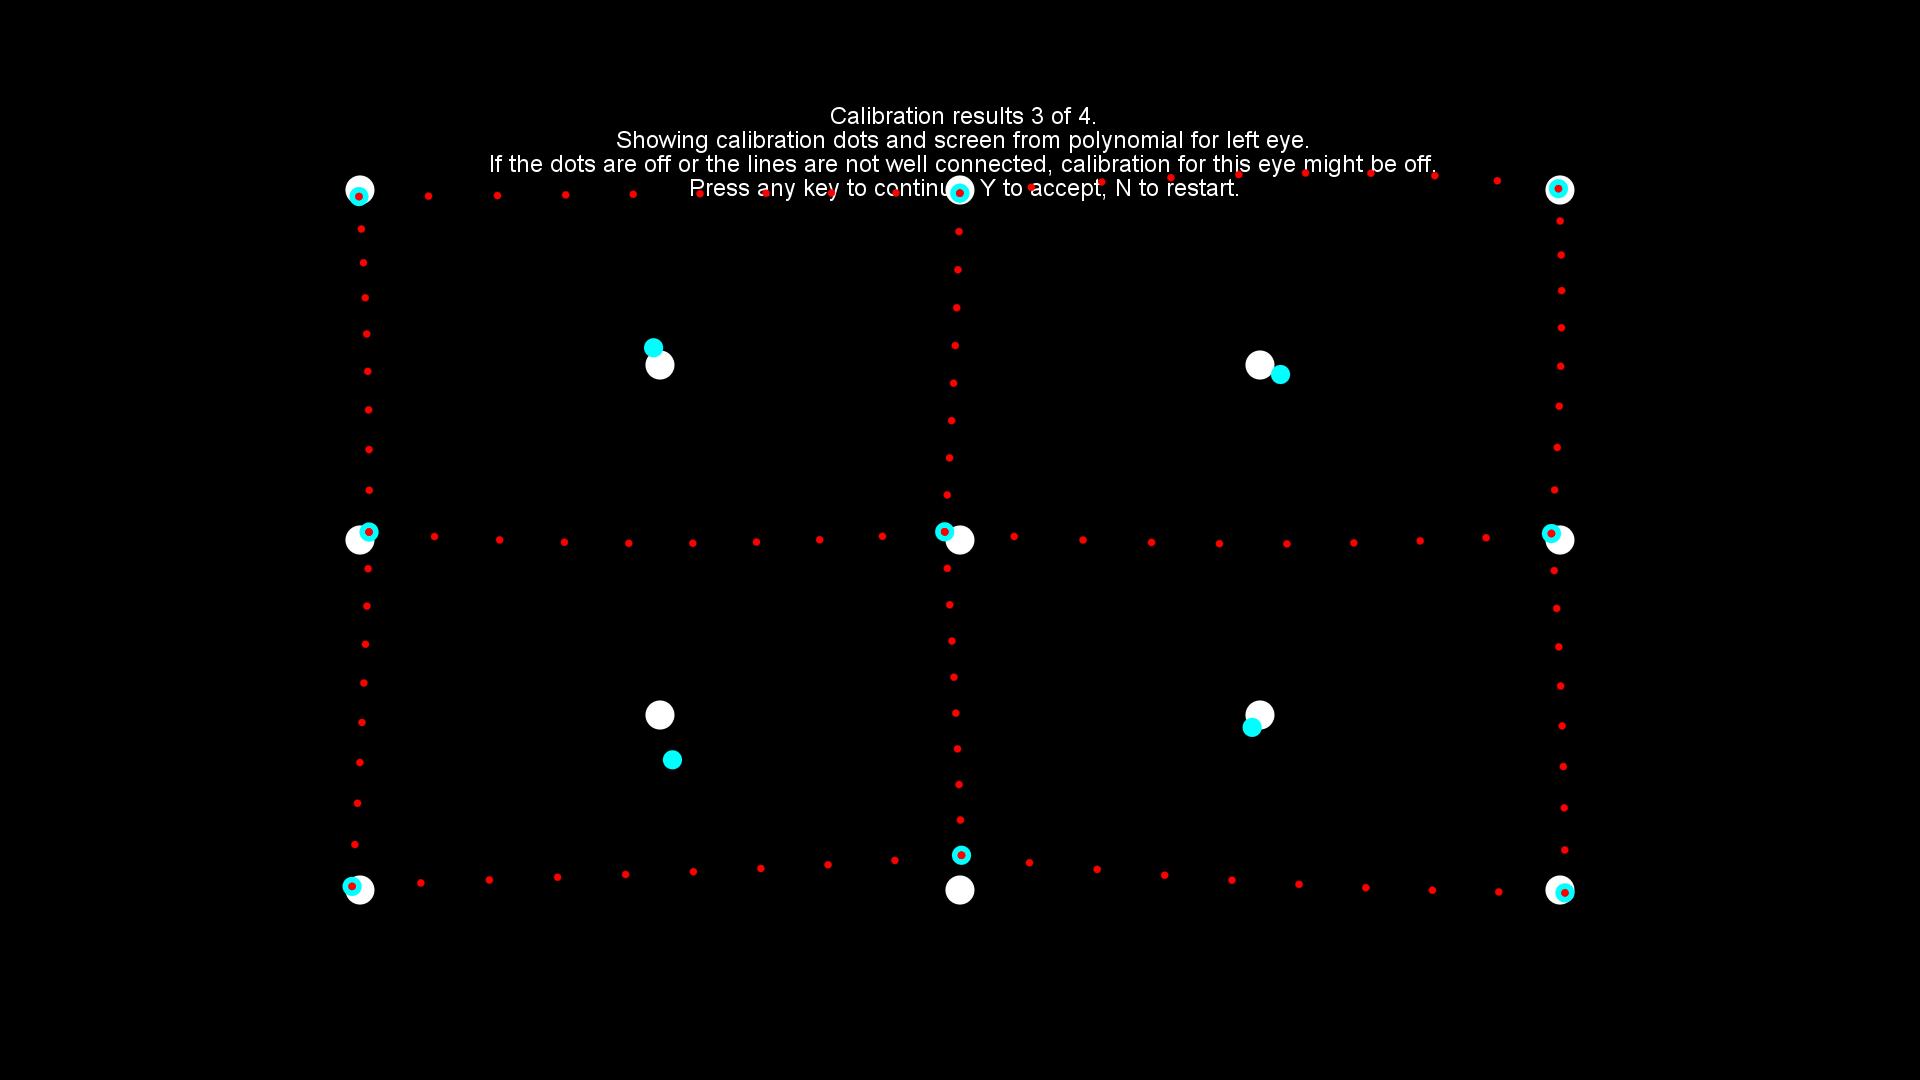 Calibration results 3 of 4.
Showing calibration dots and screen from polynomial for left eye.
If the dots are off or the lines are not well connected, calibration for this eye might be off.
Press any key to continue, Y to accept, N to restart.